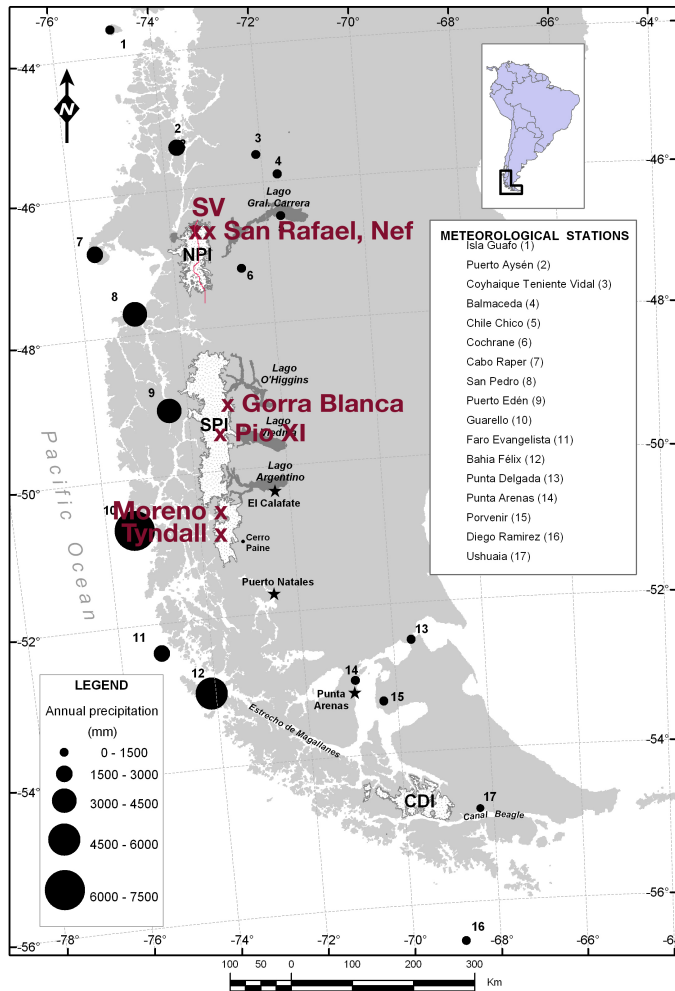 -76°
-74°
-72°
-70°
-68°
-64°
1
-44°
N
2
3
4
-46°
Lago
Gral. Carrera
-46°
SV
xx San Rafael, Nef
NPI
7
6
METEOROLOGICAL STATIONS
Isla Guafo (1)
Puerto Aysén (2)
Coyhaique Teniente Vidal (3)
Balmaceda (4)
Chile Chico (5)
Cochrane (6)
Cabo Raper (7)
San Pedro (8)
Puerto Edén (9)
Guarello (10)
Faro Evangelista (11)
Bahia Félix (12)
Punta Delgada (13)
Punta Arenas (14)
Porvenir (15)
Diego Ramirez (16)
Ushuaia (17)
8
-48°
-48°
Lago
O'Higgins
9
x Gorra Blanca
SPI
Lago
Viedma
x Pio XI
-50°
Lago
Argentino
El Calafate
-50°
Moreno x
10
Tyndall x
Cerro
Paine
Pacific Ocean
Puerto Natales
-52°
-52°
11
13
12
14
Punta
Arenas
15
Estrecho de Magallanes
-54°
-54°
CDI
17
Canal Beagle
LEGEND
Annual precipitation
(mm)
0 - 1500
1500 - 3000
3000 - 4500
4500 - 6000
6000 - 7500
-56°
-56°
16
-78°
-76°
-74°
-72°
-70°
-68°
-64°
100 50 0 100 200 300
Km